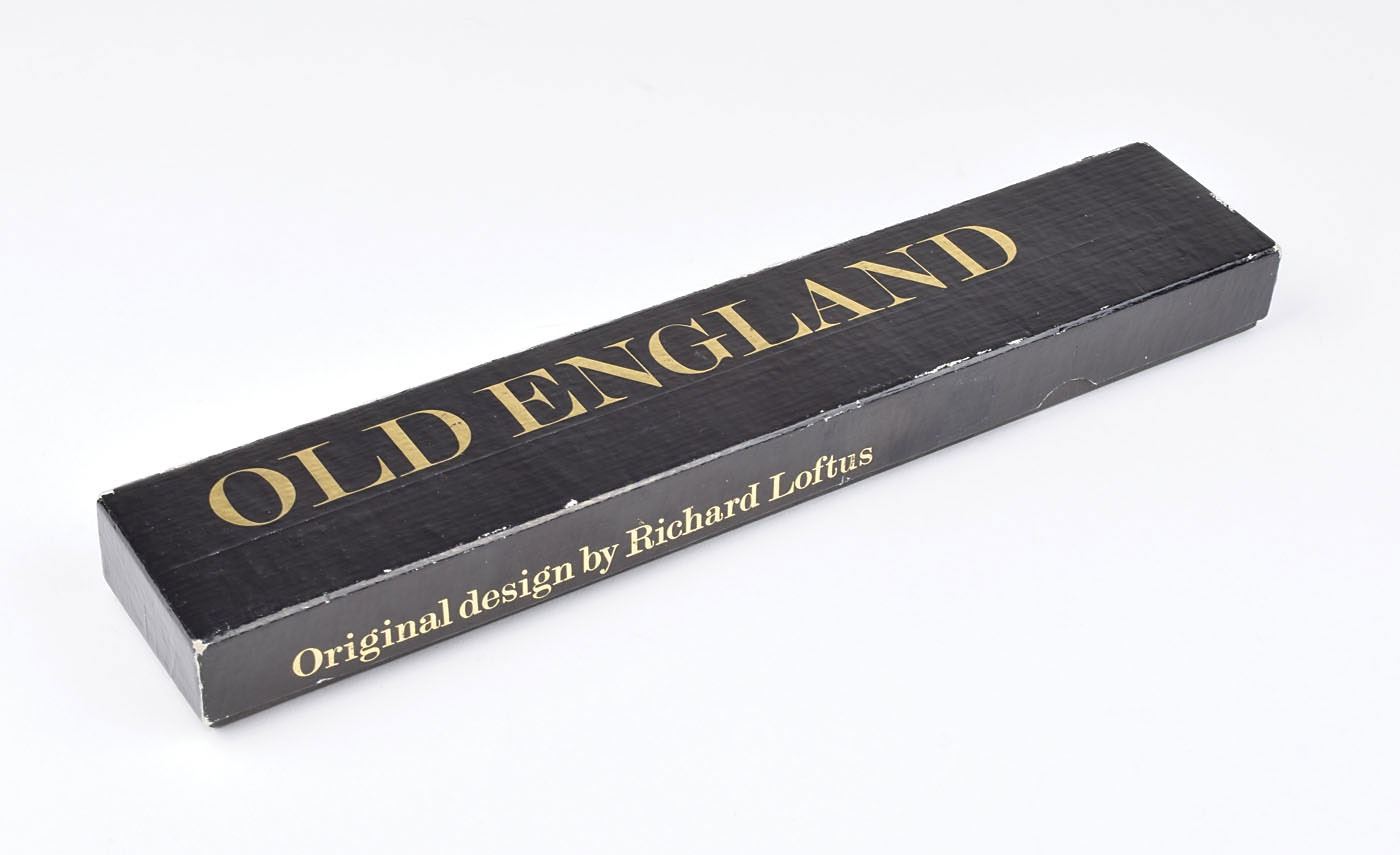 OLD ENGLAND
Original design by Richard Loftus